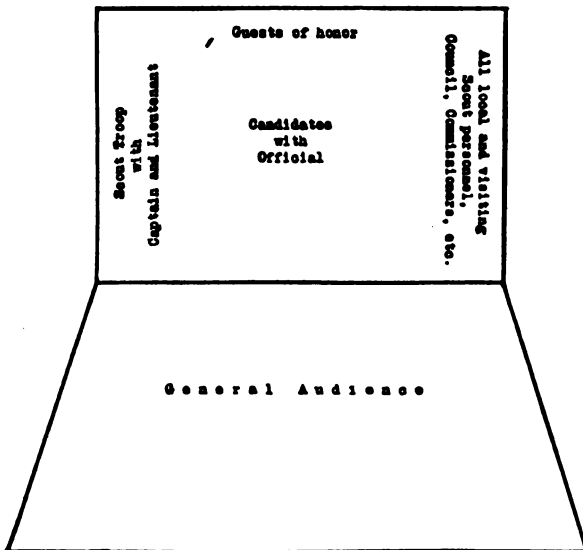 Guests of honor
Scout Troop
with
Captain and Lieutenant
Candidates
with
Official
All local and visiting
Scout personnel,
Council, Commissioners, etc.
General Audience